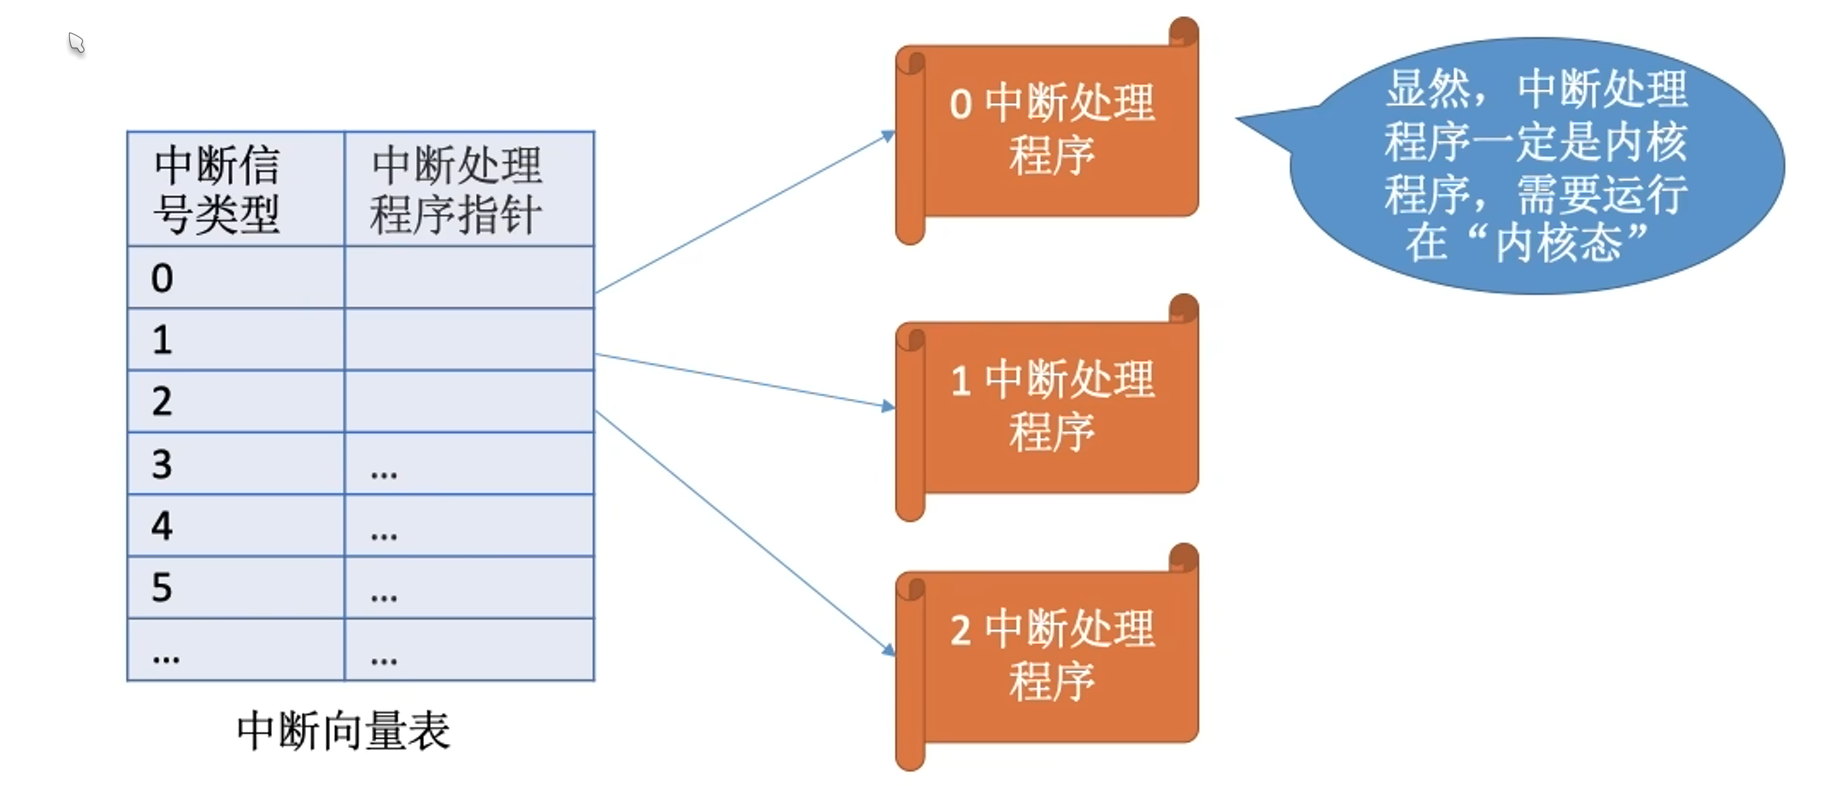 中断信
号类型
中断处理
程序指针
0
1
2
3
...
4
...
5
...
...
...
中断向量表
0 中断处理
程序
1 中断处理
程序
2 中断处理
程序
显然，中断处理
程序一定是内核
程序，需要运行
在“内核态”